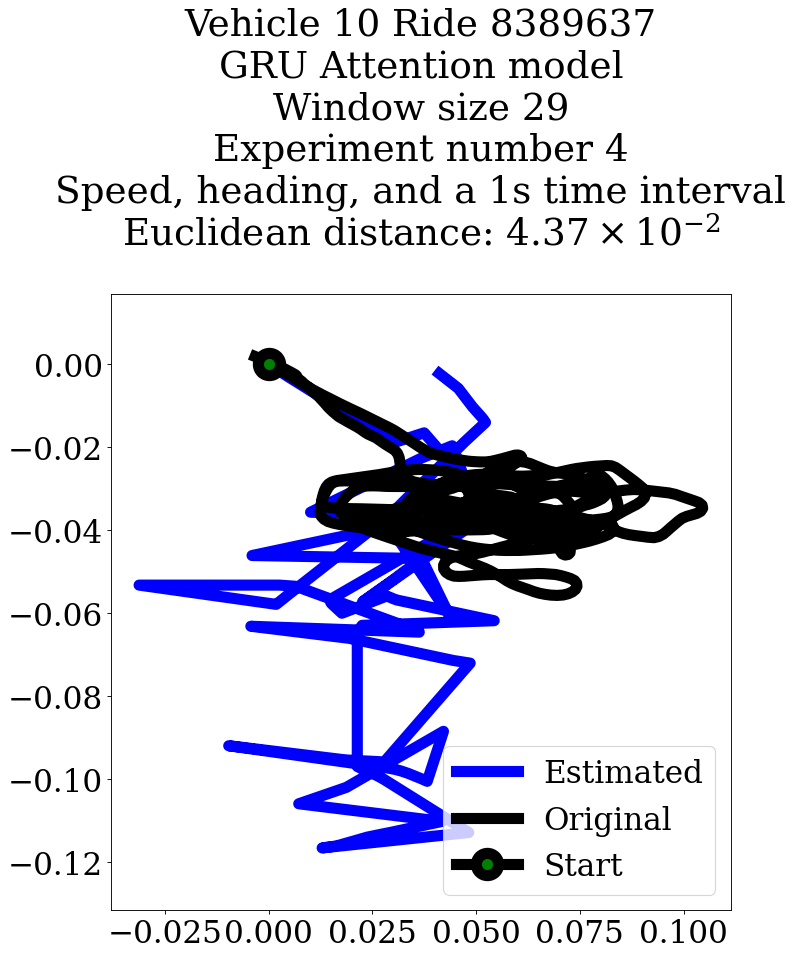 Vehicle 10 Ride 8389637
GRU Attention model
Window size 29
Experiment number 4
Speed, heading, and a 1s time interval
Euclidean distance: 4.37 × 10⁻²
0.00
−0.02
−0.04
−0.06
−0.08
−0.10
−0.12
Estimated
Original
Start
−0.025 0.000 0.025 0.050 0.075 0.100